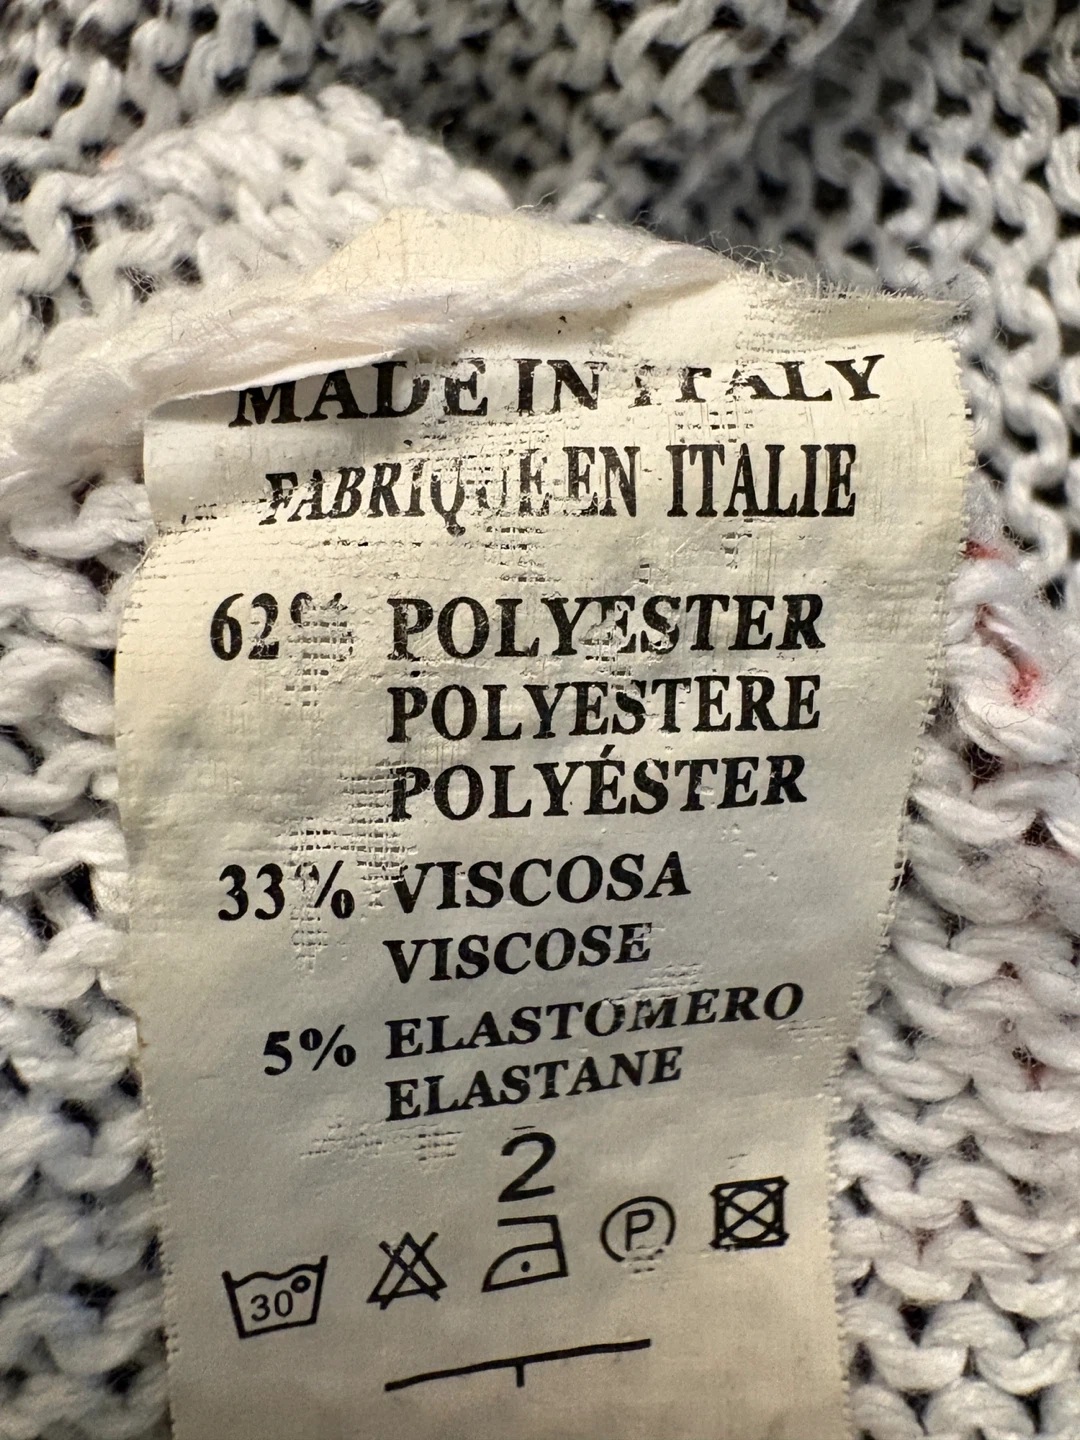 MADE IN ITALY
FABRIQUE EN ITALIE
62% POLYESTER
POLYESTERE
POLYÉSTER
33% VISCOSA
VISCOSE
5% ELASTOMERO
ELASTANE
2
30° P